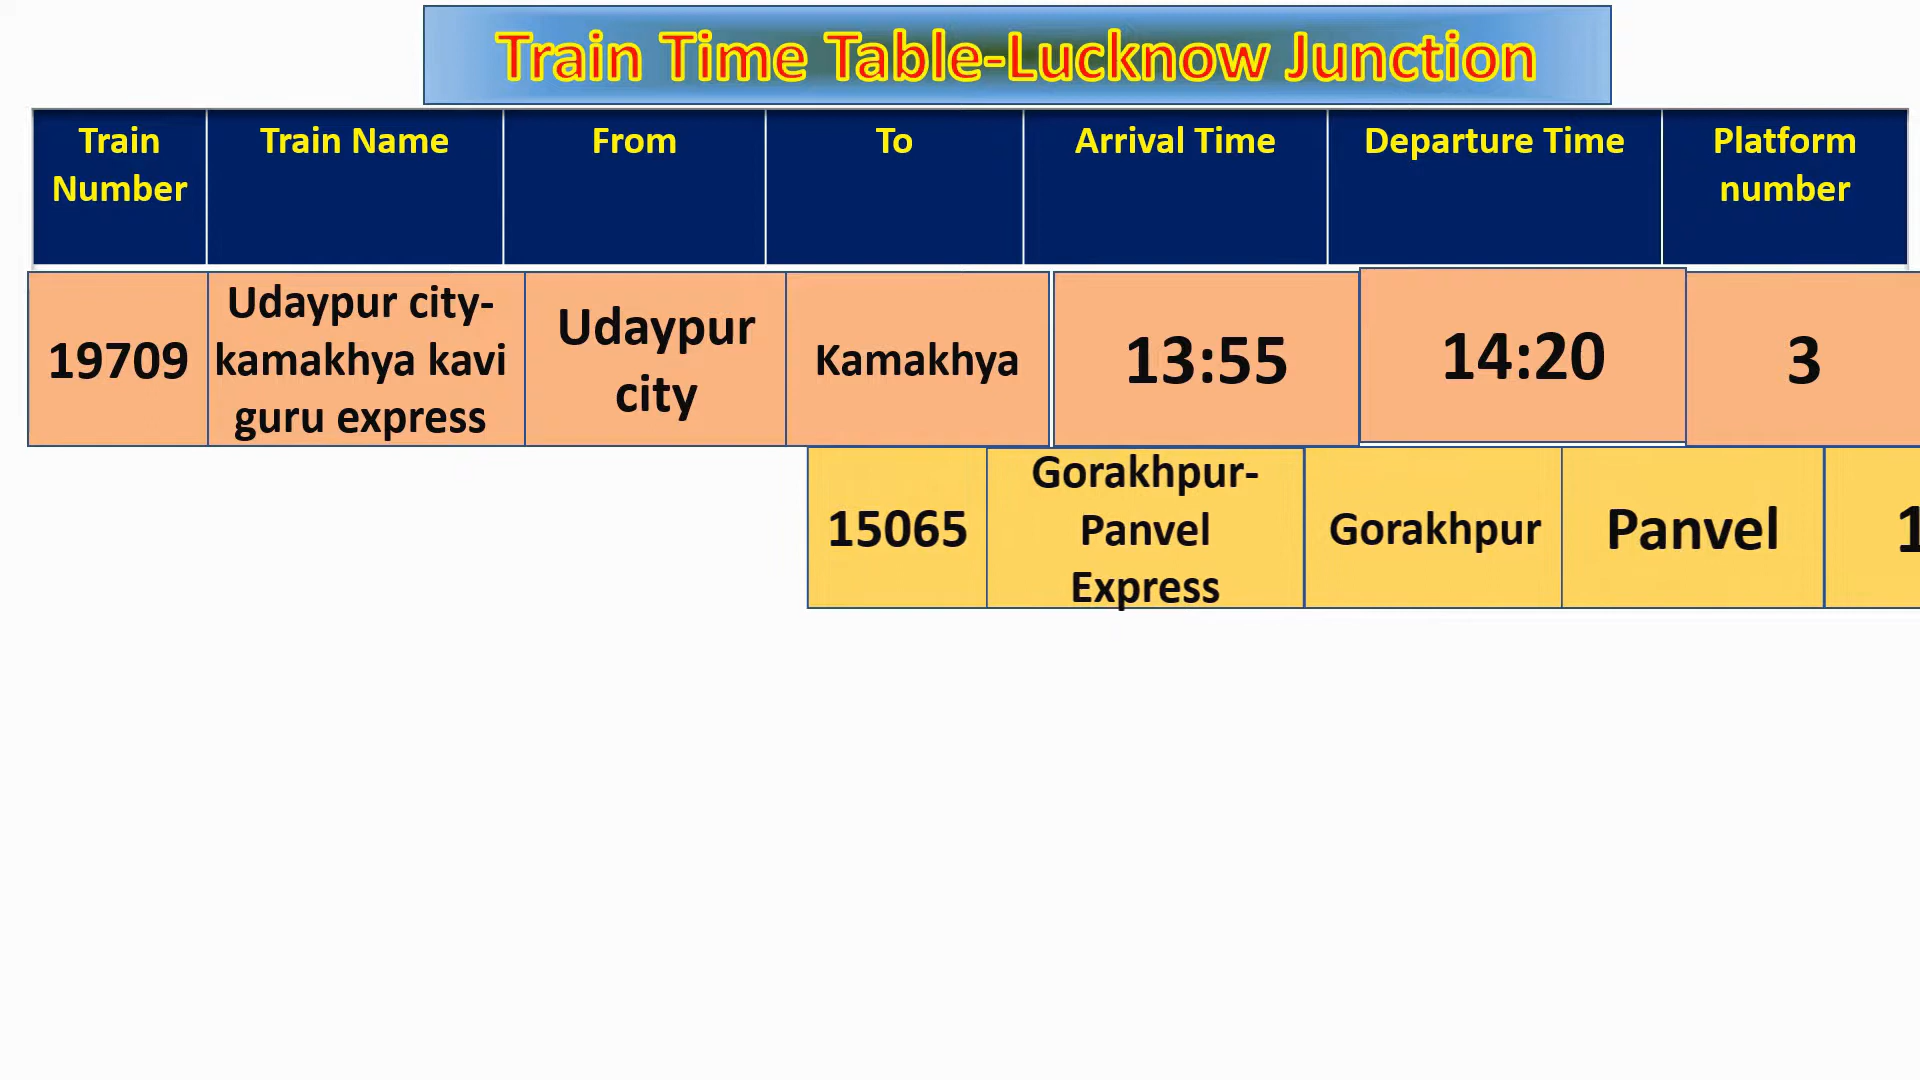 Train Time Table-Lucknow Junction
Train Number
Train Name
From
To
Arrival Time
Departure Time
Platform number
19709
Udaypur city-
kamakhya kavi
guru express
Udaypur
city
Kamakhya
13:55
14:20
3
15065
Gorakhpur-
Panvel
Express
Gorakhpur
Panvel
1